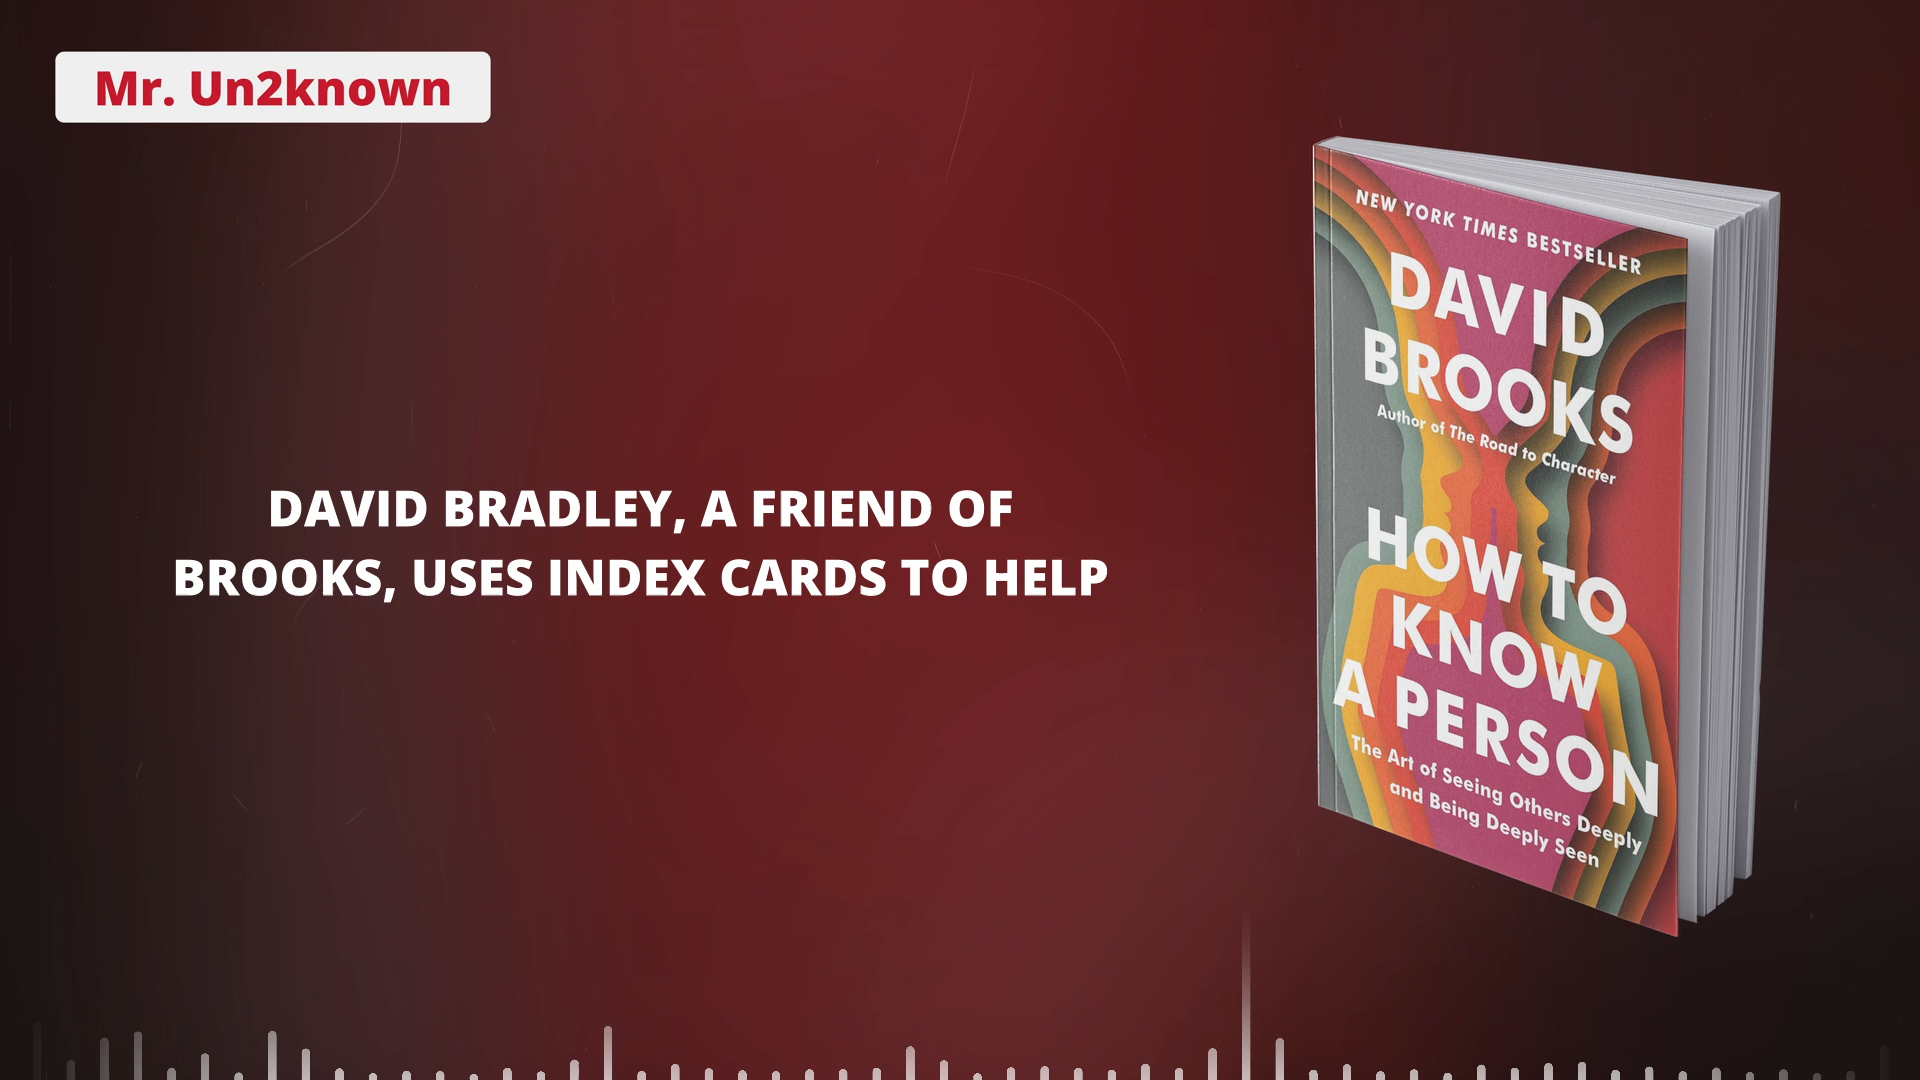 Mr. Un2known
DAVID BRADLEY, A FRIEND OF
BROOKS, USES INDEX CARDS TO HELP
NEW YORK TIMES BESTSELLER
DAVID
BROOKS
Author of The Road to Character
HOW TO
KNOW
A PERSON
The Art of Seeing Others Deeply
and Being Deeply Seen